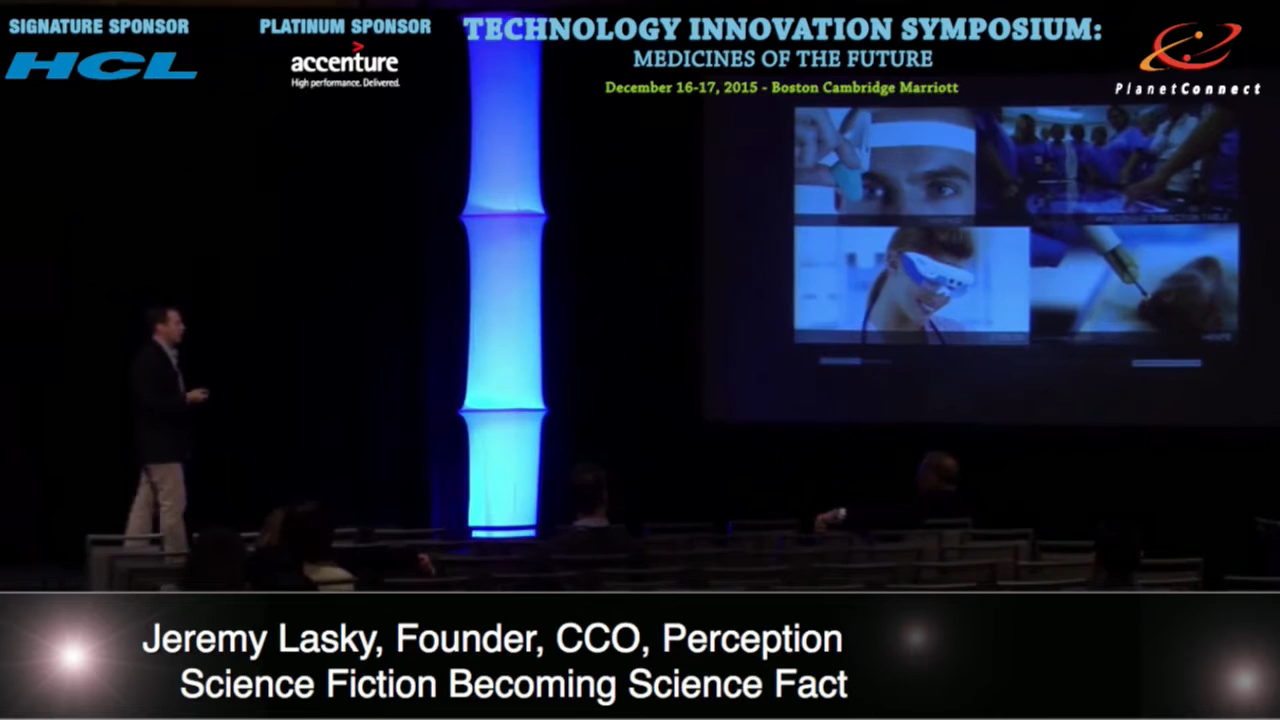 SIGNATURE SPONSOR
HCL
PLATINUM SPONSOR
accenture
High performance. Delivered.
TECHNOLOGY INNOVATION SYMPOSIUM:
MEDICINES OF THE FUTURE
December 16-17, 2015 - Boston Cambridge Marriott
PlanetConnect
Jeremy Lasky, Founder, CCO, Perception
Science Fiction Becoming Science Fact